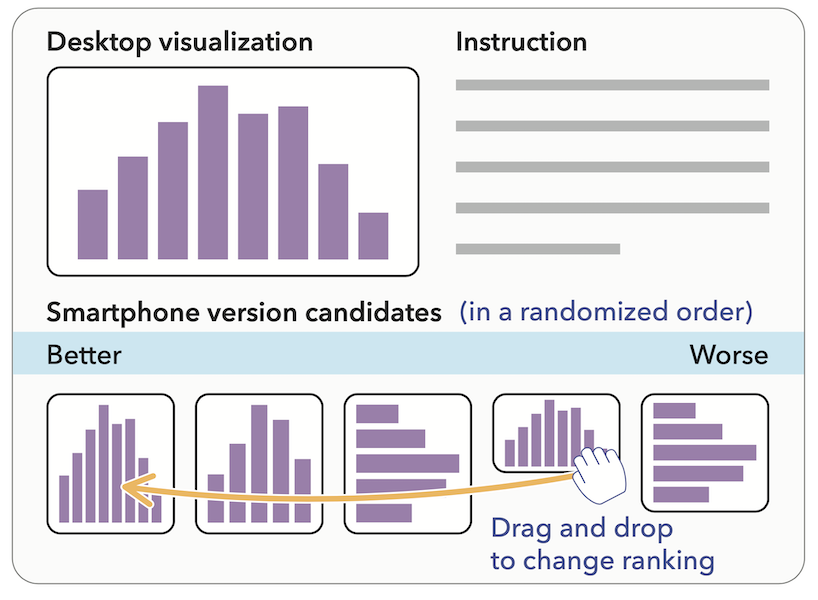 Desktop visualization
Instruction
Smartphone version candidates (in a randomized order)
Better
Worse
Drag and drop
to change ranking